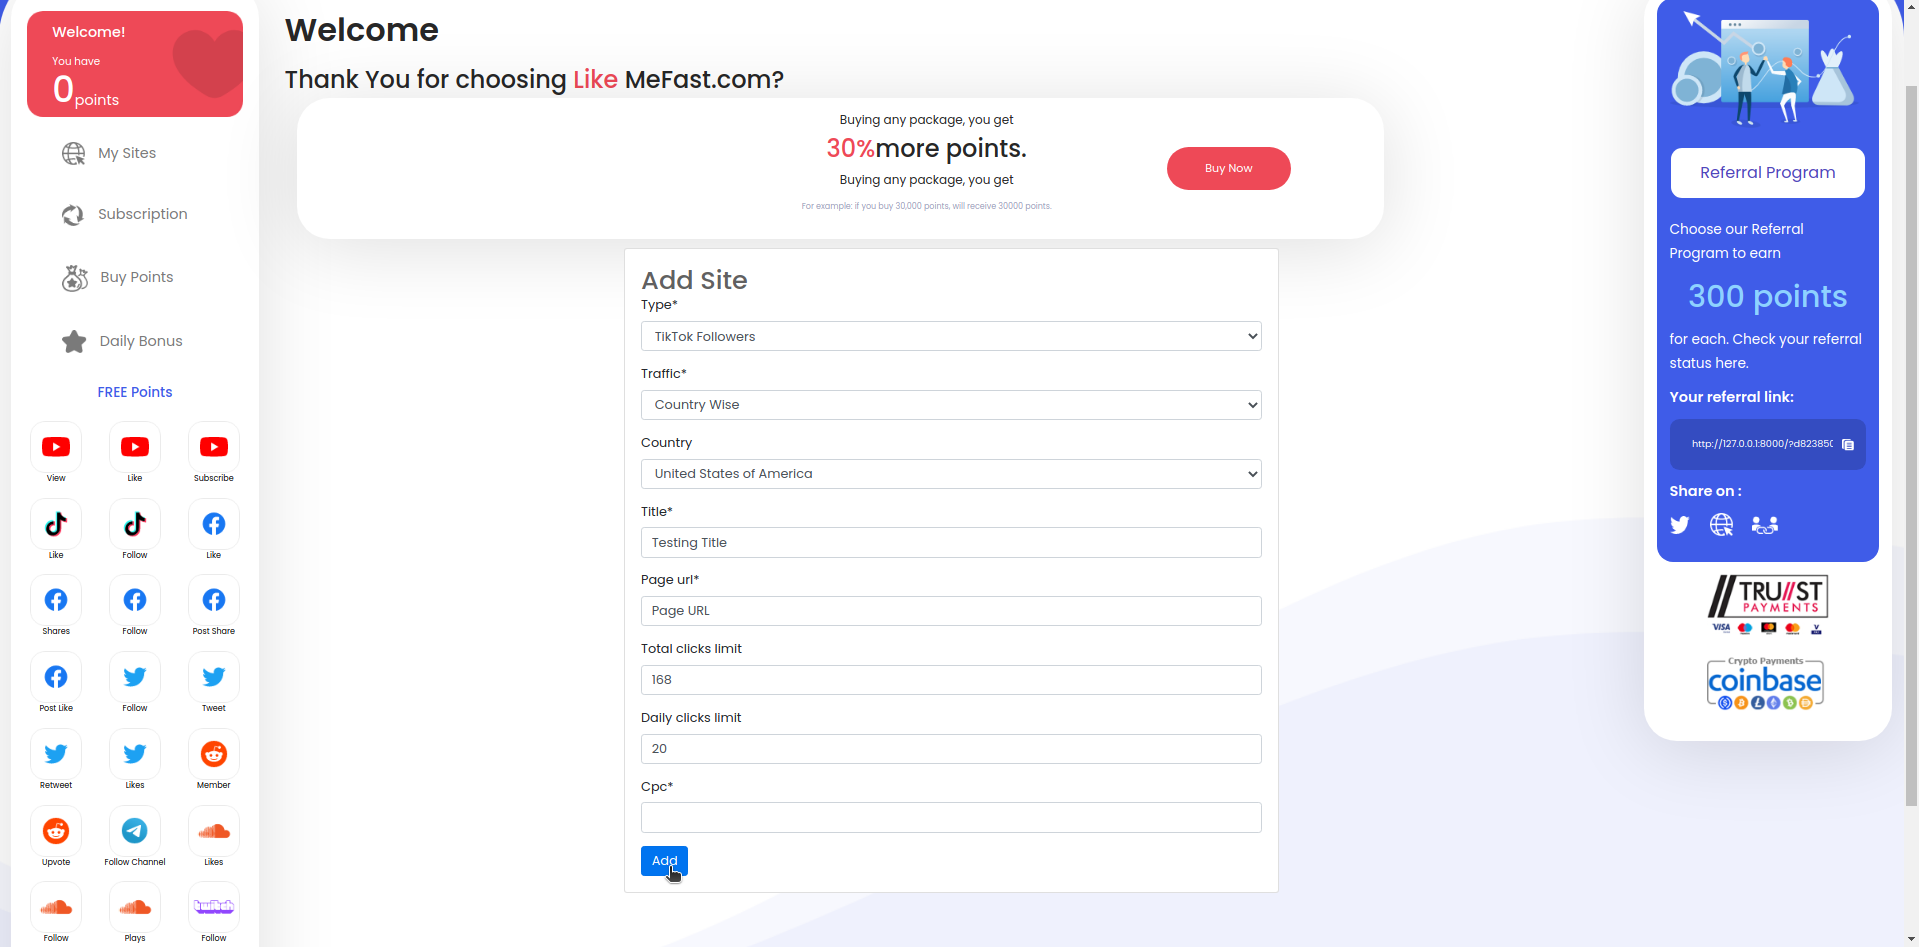 Welcome!
You have
0 points
My Sites
Subscription
Buy Points
Daily Bonus
FREE Points
View
Like
Subscribe
Like
Follow
Like
Shares
Follow
Post Share
Post Like
Follow
Tweet
Retweet
Likes
Member
Upvote
Follow Channel
Likes
Follow
Plays
twitch
Follow
Welcome
Thank You for choosing Like MeFast.com?
Buying any package, you get
30%more points.
Buying any package, you get
For example: if you buy 30,000 points, will receive 30000 points.
Buy Now
Add Site
Type*
TikTok Followers
Traffic*
Country Wise
Country
United States of America
Title*
Testing Title
Page url*
Page URL
Total clicks limit
168
Daily clicks limit
20
Cpc*
Add
Referral Program
Choose our Referral
Program to earn
300 points
for each. Check your referral
status here.
Your referral link:
http://127.0.0.1:8000/?d823850
Share on :
TRU//ST
PAYMENTS
VISA
Crypto Payments
coinbase